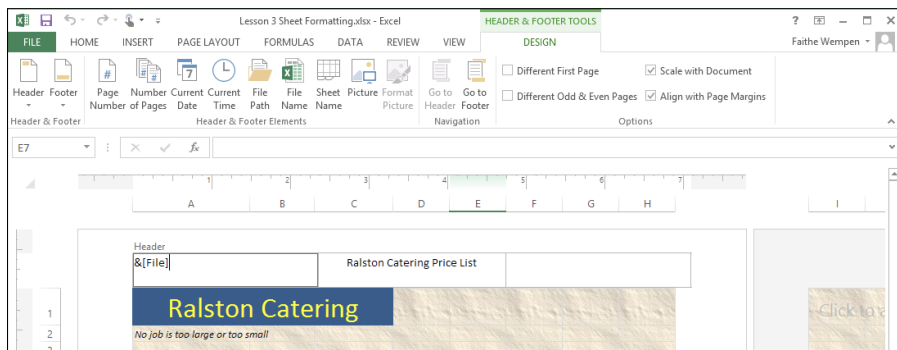 Lesson 3 Sheet Formatting.xlsx - Excel
HEADER & FOOTER TOOLS
?
FILE HOME INSERT PAGE LAYOUT FORMULAS DATA REVIEW VIEW DESIGN Faithe Wempen
Header Footer Page Number Current Current File File Sheet Picture Format Go to Go to
Number of Pages Date Time Path Name Name Picture Header Footer
Different First Page Scale with Document
Different Odd & Even Pages Align with Page Margins
Header & Footer Header & Footer Elements Navigation Options
E7 fx
1 2 3 4 5 6 7
A B C D E F G H I
Header
&[File] Ralston Catering Price List
1 Ralston Catering Click to a
2 No job is too large or too small